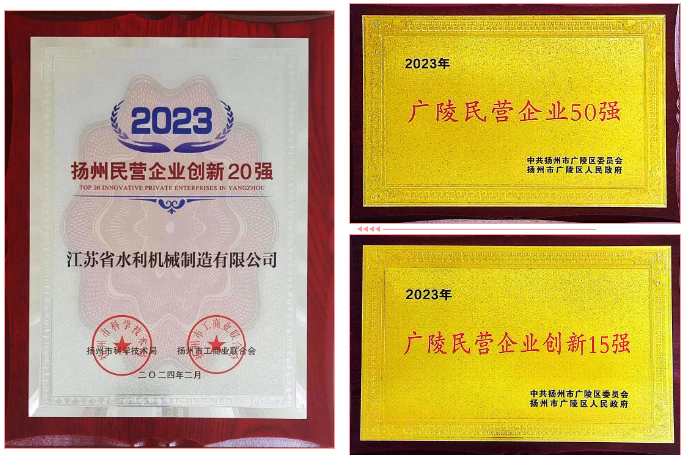 2023
扬州民营企业创新20强
TOP 20 INNOVATIVE PRIVATE ENTERPRISES IN YANGZHOU
江苏省水利机械制造有限公司
扬州市科学技术局 扬州市工商业联合会
二〇二四年二月
2023年
广陵民营企业50强
中共扬州市广陵区委员会
扬州市广陵区人民政府
2023年
广陵民营企业创新15强
中共扬州市广陵区委员会
扬州市广陵区人民政府